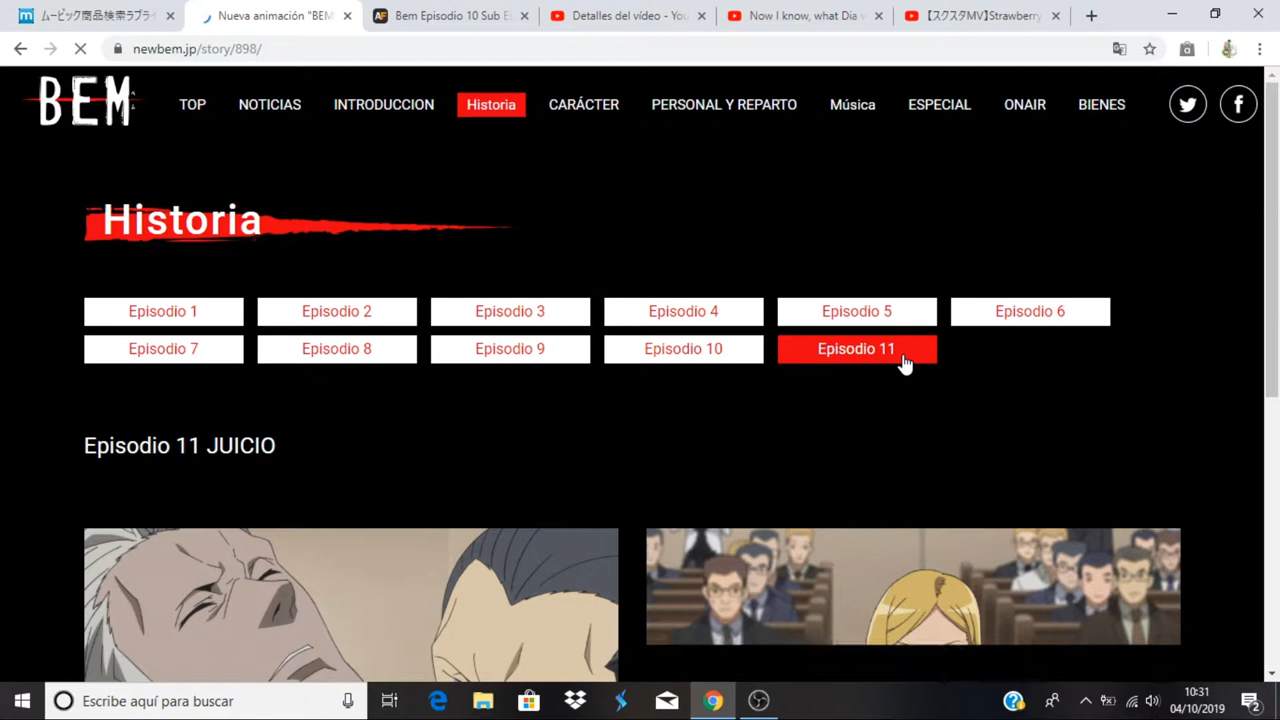 ムービック商品検索ライブラ
Nueva animación "BEM
Bem Episodio 10 Sub Es
Detalles del vídeo - You
Now I know, what Dia v
【スクスタMV】Strawberry
newbem.jp/story/898/
BEM
TOP
NOTICIAS
INTRODUCCION
Historia
CARÁCTER
PERSONAL Y REPARTO
Música
ESPECIAL
ONAIR
BIENES
Historia
Episodio 1
Episodio 2
Episodio 3
Episodio 4
Episodio 5
Episodio 6
Episodio 7
Episodio 8
Episodio 9
Episodio 10
Episodio 11
Episodio 11 JUICIO
Escribe aquí para buscar
10:31
04/10/2019
2